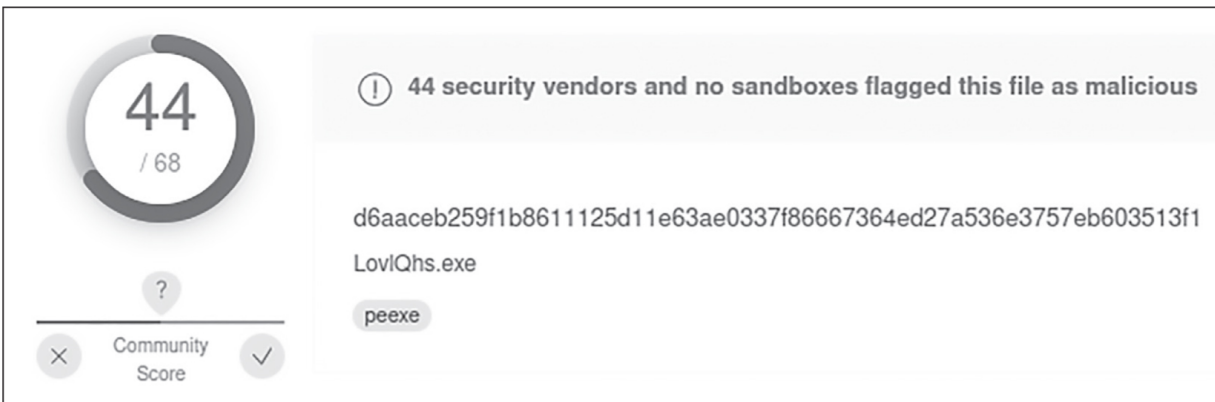 44
/ 68
?
Community
Score
44 security vendors and no sandboxes flagged this file as malicious
d6aaceb259f1b8611125d11e63ae0337f86667364ed27a536e3757eb603513f1
LovlQhs.exe
peexe